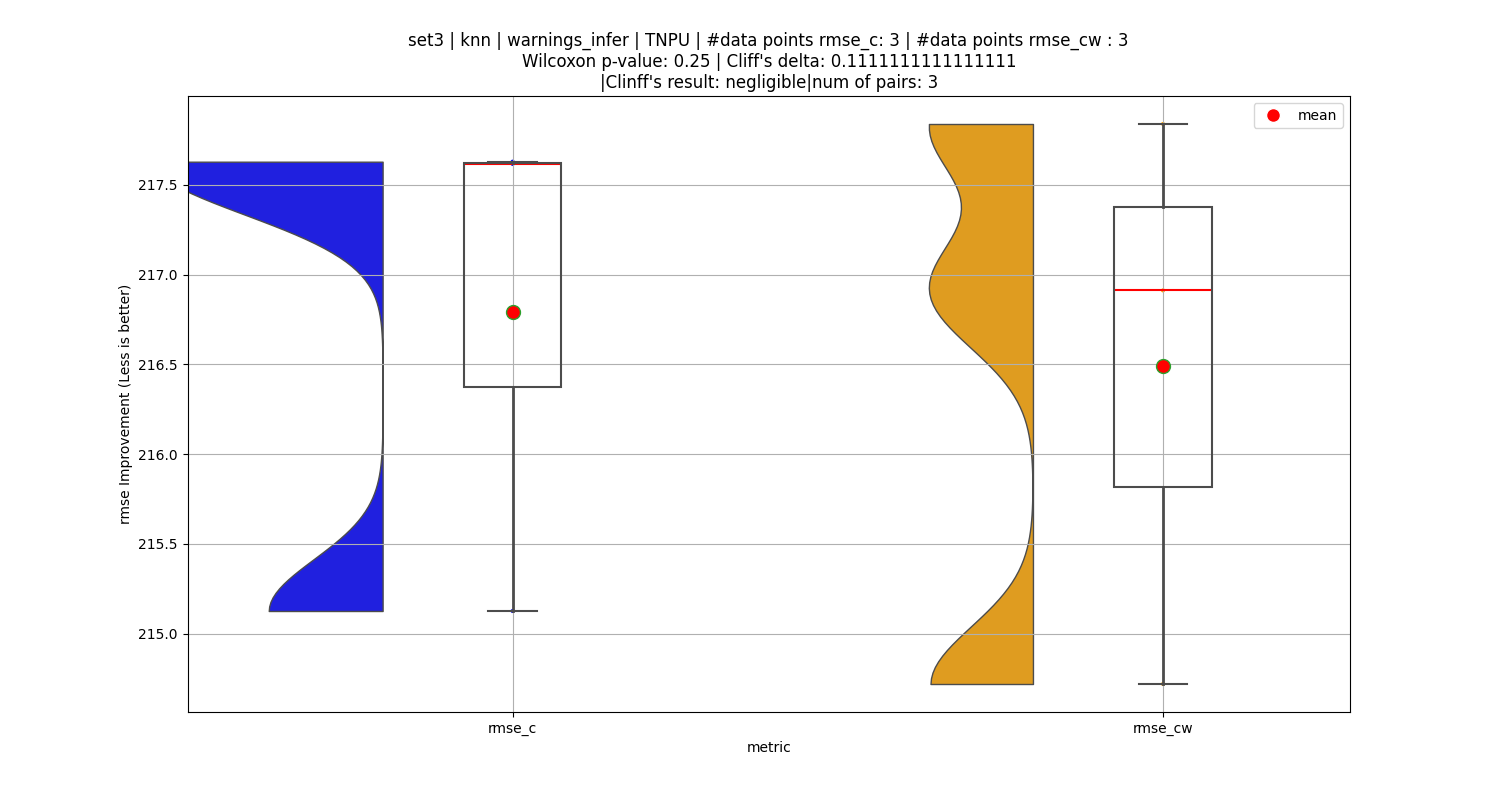 set3 | knn | warnings_infer | TNPU | #data points rmse_c: 3 | #data points rmse_cw : 3
Wilcoxon p-value: 0.25 | Cliff's delta: 0.1111111111111111
|Clinff's result: negligible|num of pairs: 3
mean
rmse Improvement (Less is better)
217.5
217.0
216.5
216.0
215.5
215.0
rmse_c
rmse_cw
metric